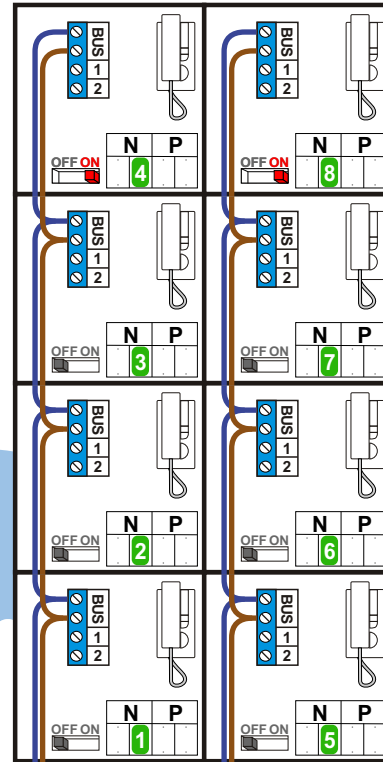 BUS BUS
1 1
2 2
N P N P
OFF ON 4 OFF ON 8
BUS BUS
1 1
2 2
N P N P
OFF ON 3 OFF ON 7
BUS BUS
1 1
2 2
N P N P
OFF ON 2 OFF ON 6
BUS BUS
1 1
2 2
N P N P
OFF ON 1 OFF ON 5